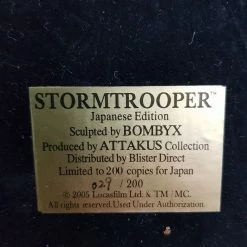 STORMTROOPER™
Japanese Edition
Sculpted by BOMBYX
Produced by ATTAKUS Collection
Distributed by Blister Direct
Limited to 200 copies for Japan
029 / 200
© 2005 Lucasfilm Ltd. & TM / MC.
All rights reserved. Used Under Authorization.